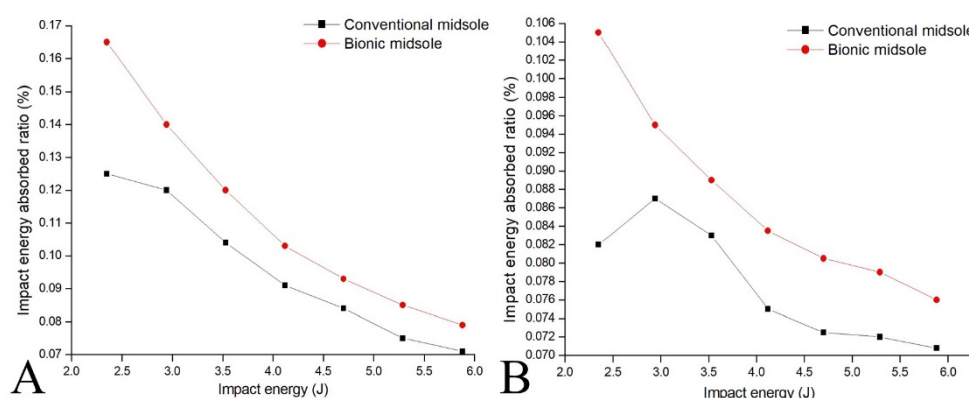 Conventional midsole
Bionic midsole
0.17
0.16
0.15
0.14
0.13
0.12
0.11
0.10
0.09
0.08
0.07
Impact energy absorbed ratio (%)
2.0 2.5 3.0 3.5 4.0 4.5 5.0 5.5 6.0
Impact energy (J)
A
Conventional midsole
Bionic midsole
0.106
0.104
0.102
0.100
0.098
0.096
0.094
0.092
0.090
0.088
0.086
0.084
0.082
0.080
0.078
0.076
0.074
0.072
0.070
Impact energy absorbed ratio (%)
2.0 2.5 3.0 3.5 4.0 4.5 5.0 5.5 6.0
Impact energy (J)
B